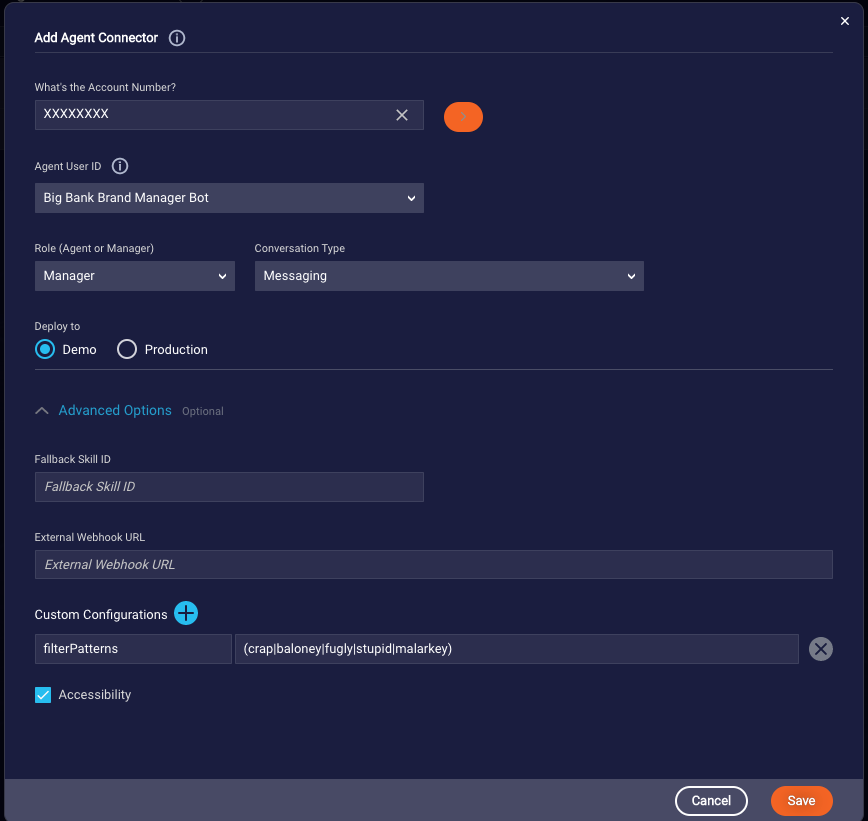 Add Agent Connector
What's the Account Number?
XXXXXXXX
Agent User ID
Big Bank Brand Manager Bot
Role (Agent or Manager) Conversation Type
Manager Messaging
Deploy to
Demo Production
Advanced Options Optional
Fallback Skill ID
Fallback Skill ID
External Webhook URL
External Webhook URL
Custom Configurations
filterPatterns (crap|baloney|fugly|stupid|malarkey)
Accessibility
Cancel Save